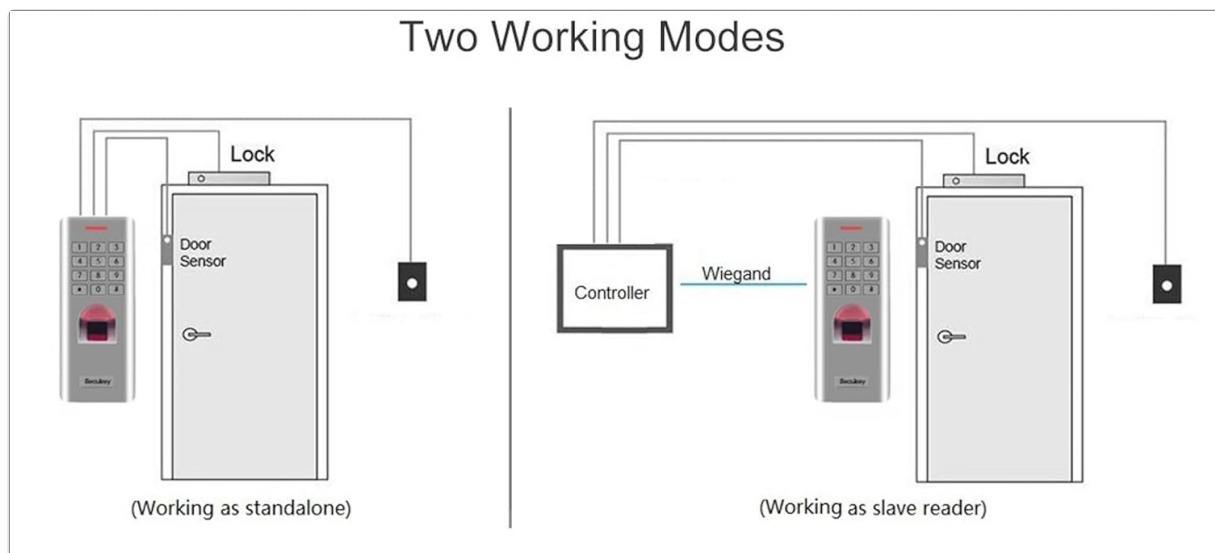 Two Working Modes
Lock
Door
Sensor
1 2 3
4 5 6
7 8 9
* 0 #
Secukey
(Working as standalone)
Lock
Controller
Wiegand
Door
Sensor
1 2 3
4 5 6
7 8 9
* 0 #
Secukey
(Working as slave reader)